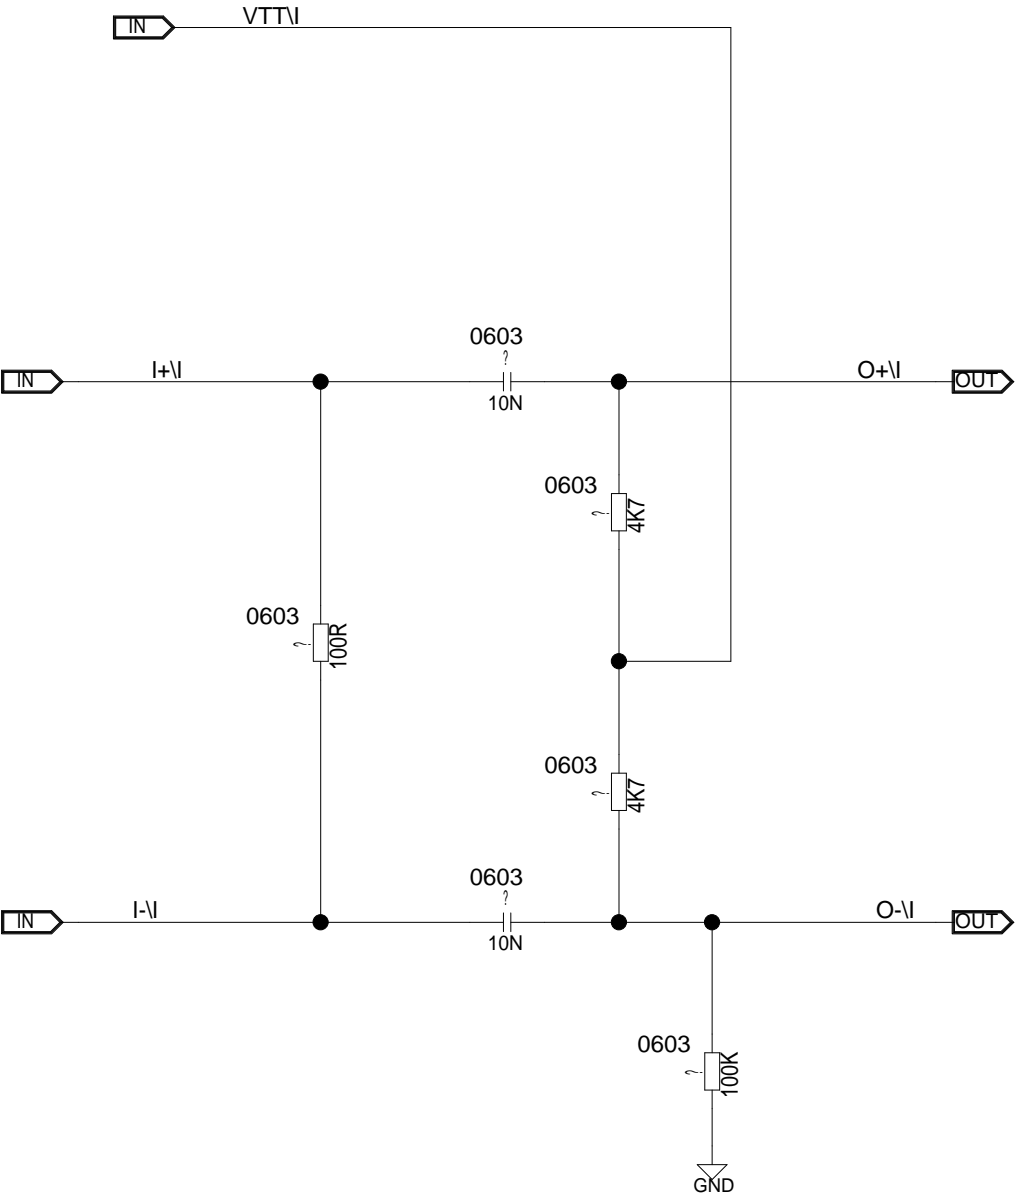 IN
VTT\I
0603
?
10N
IN
I+\I
O+\I
OUT
0603
?
4K7
0603
?
100R
0603
?
4K7
0603
?
10N
IN
I-\I
O-\I
OUT
0603
?
100K
GND